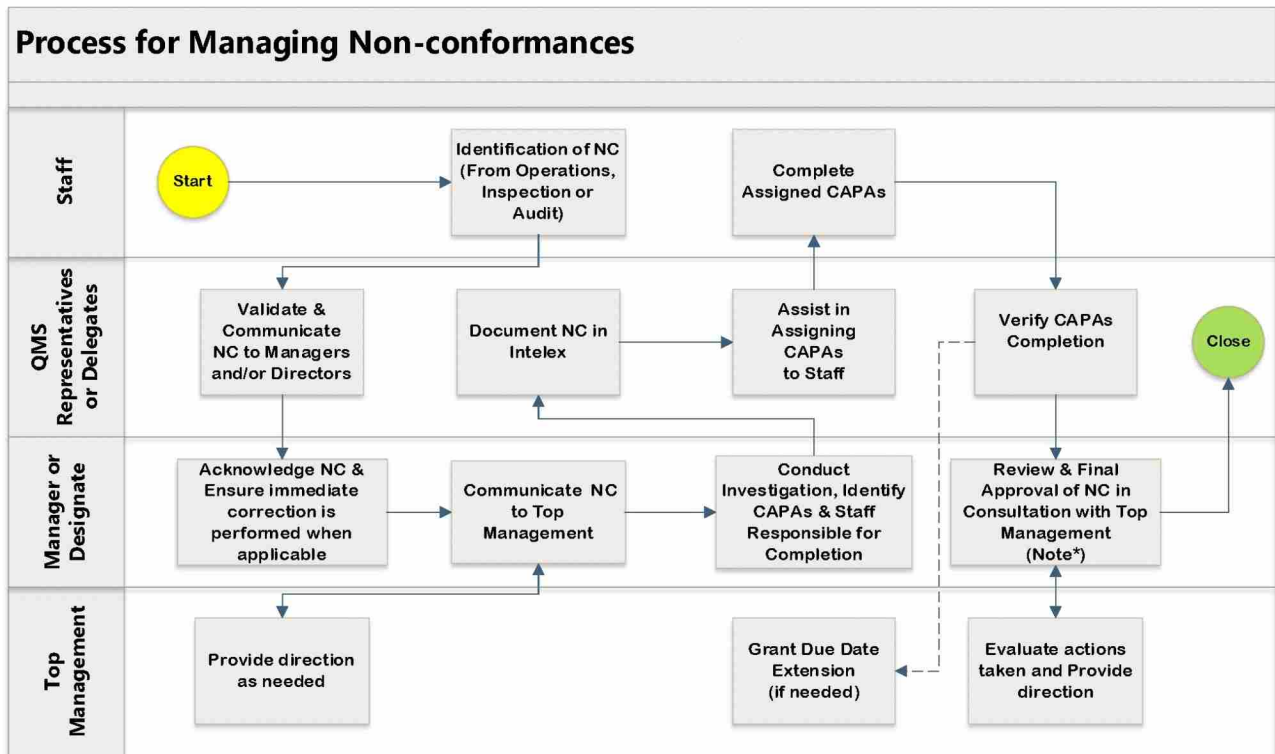 Process for Managing Non-conformances
Staff
Start
Identification of NC
(From Operations,
Inspection or
Audit)
Complete
Assigned CAPAs
QMS
Representatives
or Delegates
Validate &
Communicate
NC to Managers
and/or Directors
Document NC in
Intelex
Assist in
Assigning
CAPAs
to Staff
Verify CAPAs
Completion
Close
Manager or
Designate
Acknowledge NC &
Ensure immediate
correction is
performed when
applicable
Communicate NC
to Top
Management
Conduct
Investigation, Identify
CAPAs & Staff
Responsible for
Completion
Review & Final
Approval of NC in
Consultation with Top
Management
(Note*)
Top
Management
Provide direction
as needed
Grant Due Date
Extension
(if needed)
Evaluate actions
taken and Provide
direction